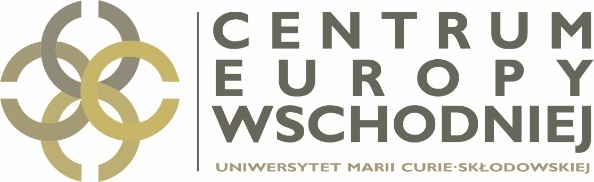 CENTRUM
EUROPY
WSCHODNIEJ
UNIWERSYTET MARII CURIE-SKŁODOWSKIEJ